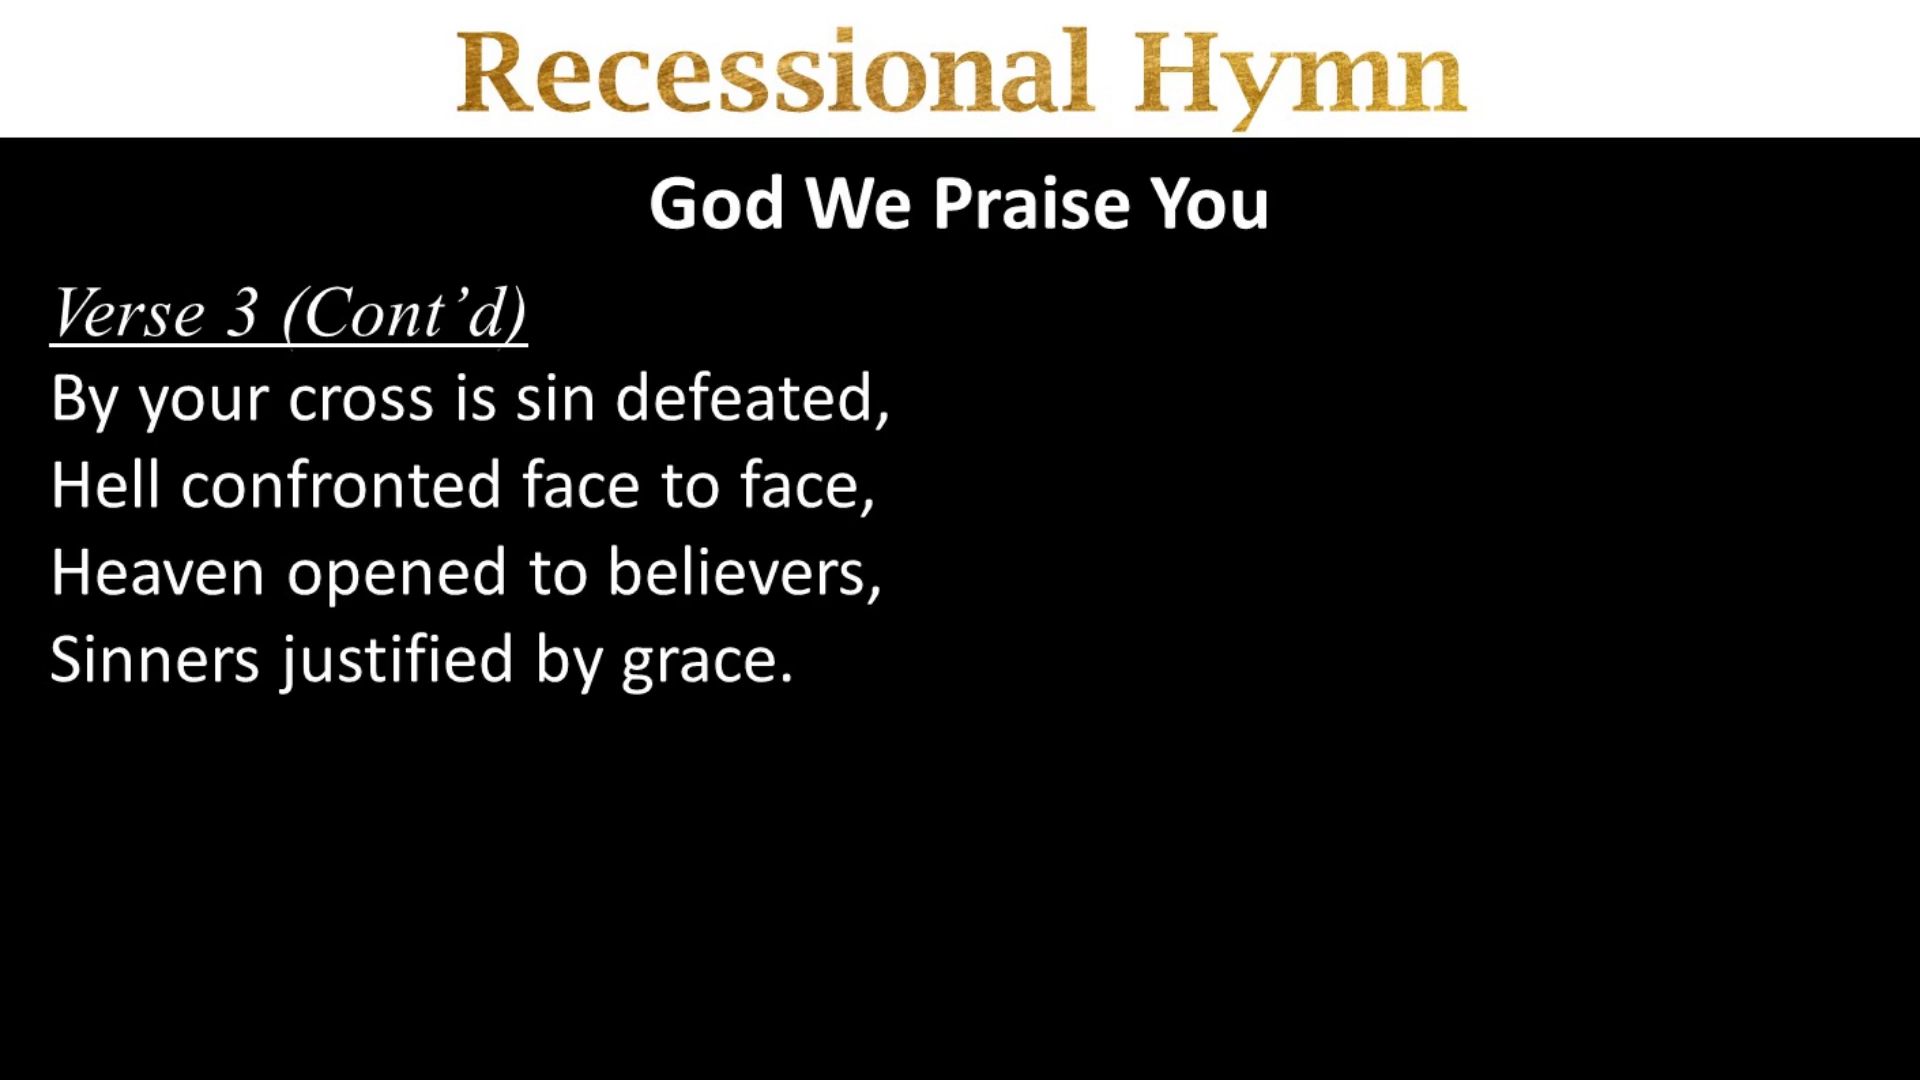 Recessional Hymn
God We Praise You
Verse 3 (Cont’d)
By your cross is sin defeated,
Hell confronted face to face,
Heaven opened to believers,
Sinners justified by grace.